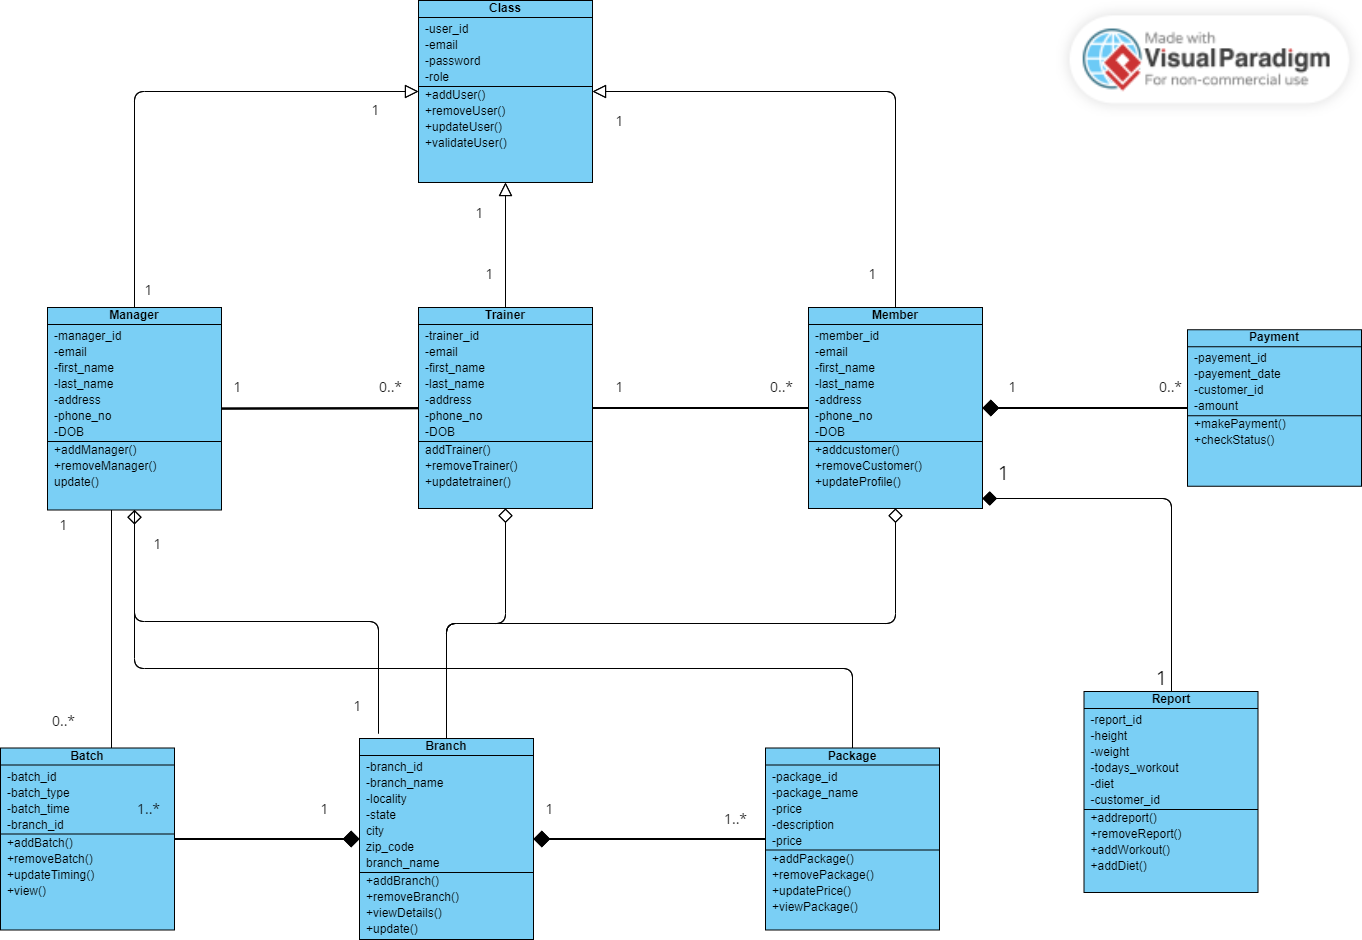 Class
-user_id
-email
-password
-role
+addUser()
+removeUser()
+updateUser()
+validateUser()
Made with
VisualParadigm
For non-commercial use
1
1
1
1
1
1
Manager
-manager_id
-email
-first_name
-last_name
-address
-phone_no
-DOB
+addManager()
+removeManager()
update()
1
0..*
Trainer
-trainer_id
-email
-first_name
-last_name
-address
-phone_no
-DOB
addTrainer()
+removeTrainer()
+updatetrainer()
1
0..*
Member
-member_id
-email
-first_name
-last_name
-address
-phone_no
-DOB
+addcustomer()
+removeCustomer()
+updateProfile()
1
0..*
Payment
-payement_id
-payement_date
-customer_id
-amount
+makePayment()
+checkStatus()
1
1
1
1
0..*
1
Batch
-batch_id
-batch_type
-batch_time
-branch_id
+addBatch()
+removeBatch()
+updateTiming()
+view()
1..*
1
Branch
-branch_id
-branch_name
-locality
-state
city
zip_code
branch_name
+addBranch()
+removeBranch()
+viewDetails()
+update()
1
1..*
Package
-package_id
-package_name
-price
-description
-price
+addPackage()
+removePackage()
+updatePrice()
+viewPackage()
Report
-report_id
-height
-weight
-todays_workout
-diet
-customer_id
+addreport()
+removeReport()
+addWorkout()
+addDiet()